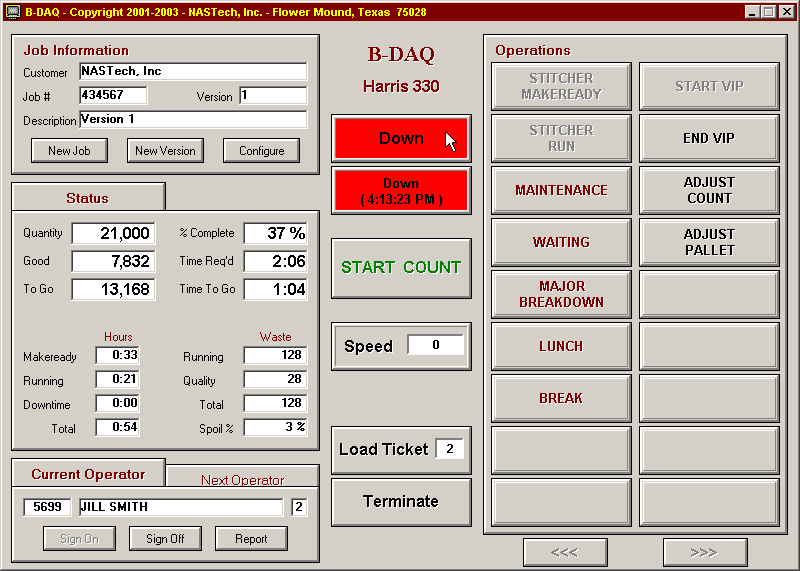 B-DAQ - Copyright 2001-2003 - NASTech, Inc. - Flower Mound, Texas 75028
Job Information
Customer NASTech, Inc
Job # 434567 Version 1
Description Version 1
New Job New Version Configure
Status
Quantity 21,000 % Complete 37 %
Good 7,832 Time Req'd 2:06
To Go 13,168 Time To Go 1:04
Hours Waste
Makeready 0:33 Running 128
Running 0:21 Quality 28
Downtime 0:00 Total 128
Total 0:54 Spoil % 3 %
Current Operator Next Operator
5699 JILL SMITH 2
Sign On Sign Off Report
B-DAQ
Harris 330
Down
Down
( 4:13:23 PM )
START COUNT
Speed 0
Load Ticket 2
Terminate
Operations
STITCHER
MAKEREADY
START VIP
STITCHER
RUN
END VIP
MAINTENANCE
ADJUST
COUNT
WAITING
ADJUST
PALLET
MAJOR
BREAKDOWN
LUNCH
BREAK
<<< >>>